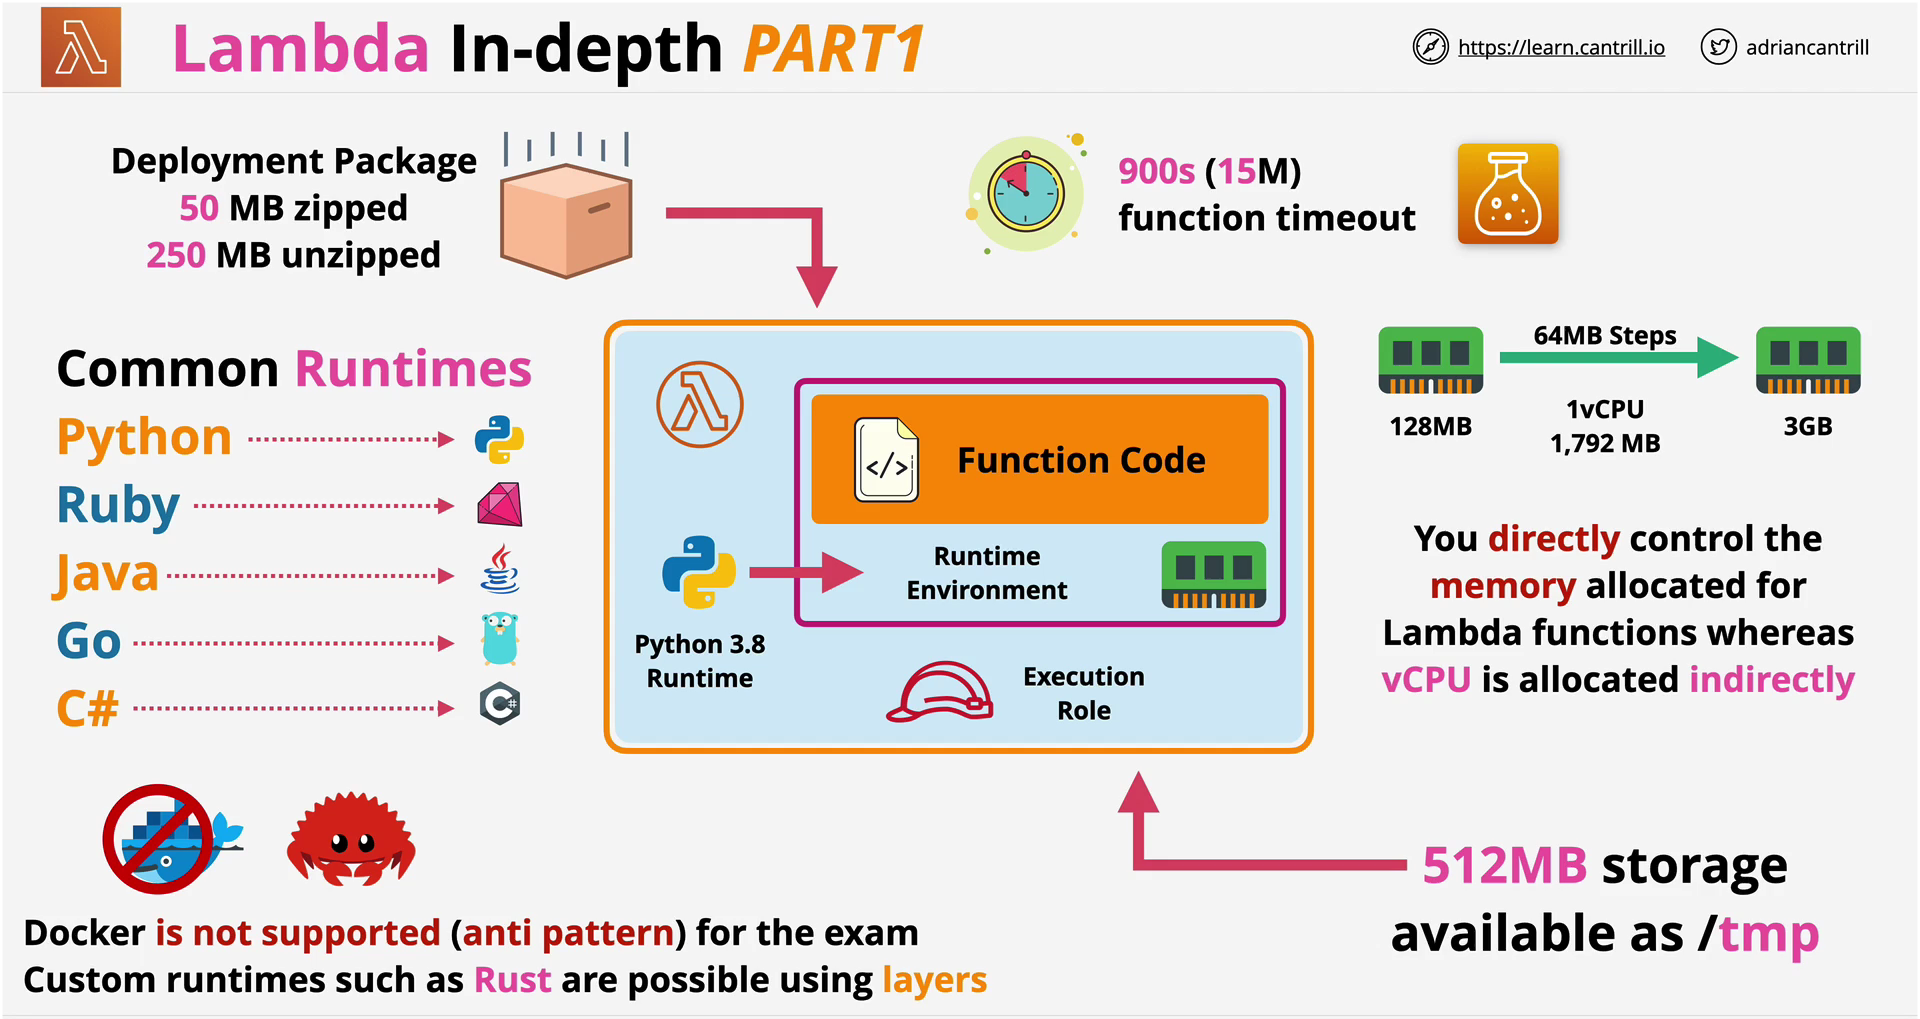 Lambda In-depth PART1
https://learn.cantrill.io
adriancantrill
Deployment Package
50 MB zipped
250 MB unzipped
900s (15M)
function timeout
Common Runtimes
Python
Ruby
Java
Go
C#
Function Code
</>
Runtime
Environment
Python 3.8
Runtime
Execution
Role
64MB Steps
128MB
1vCPU
1,792 MB
3GB
You directly control the
memory allocated for
Lambda functions whereas
vCPU is allocated indirectly
512MB storage
available as /tmp
Docker is not supported (anti pattern) for the exam
Custom runtimes such as Rust are possible using layers